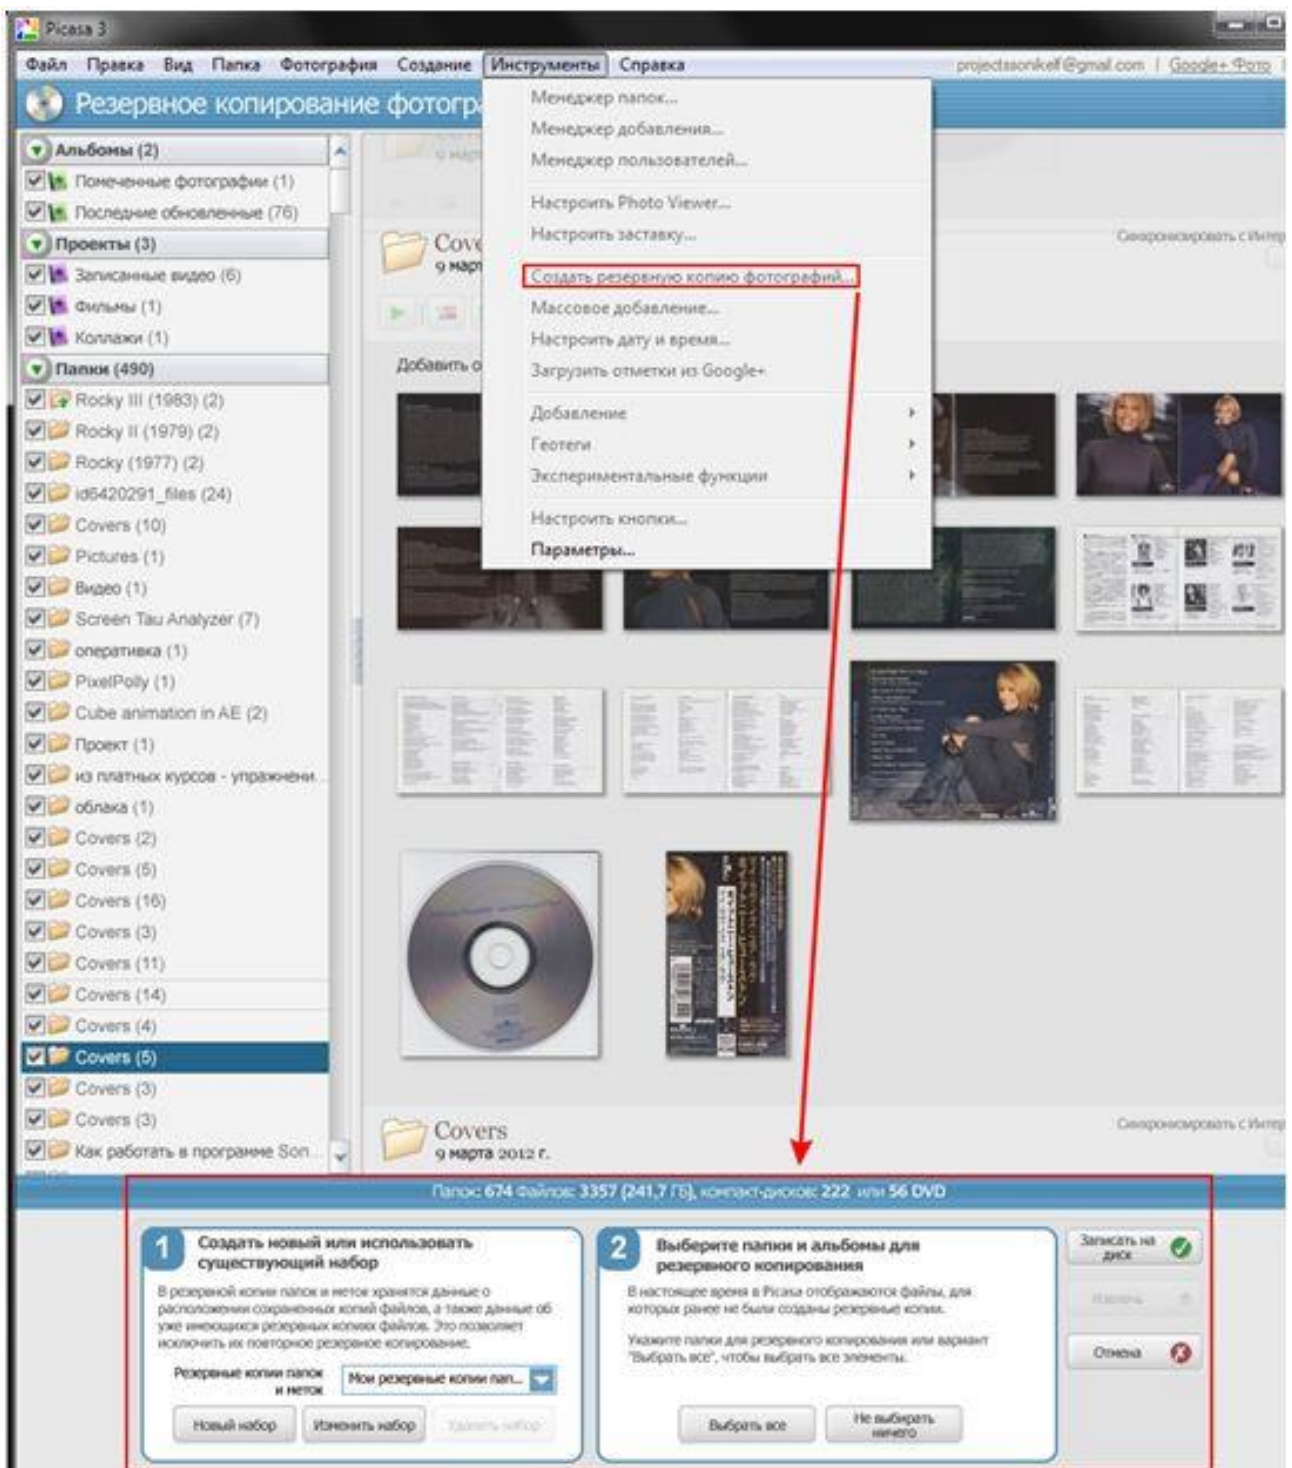 Picasa 3
Файл Правка Вид Папка Фотография Создание Инструменты Справка projectssonikelf@gmail.com | Google+ Фото
Резервное копирование фотогр
Менеджер папок...
Менеджер добавления...
Менеджер пользователей...
Настроить Photo Viewer...
Настроить заставку...
Создать резервную копию фотографий...
Массовое добавление...
Настроить дату и время...
Загрузить отметки из Google+
Добавление
Геотеги
Экспериментальные функции
Настроить кнопки...
Параметры...
Альбомы (2)
Помеченные фотографии (1)
Последние обновленные (76)
Проекты (3)
Записанные видео (6)
Фильмы (1)
Коллажи (1)
Папки (490)
Rocky III (1983) (2)
Rocky II (1979) (2)
Rocky (1977) (2)
id6420291_files (24)
Covers (10)
Pictures (1)
Видео (1)
Screen Tau Analyzer (7)
оперативка (1)
PixelPolly (1)
Cube animation in AE (2)
Проект (1)
из платных курсов - упражнени...
облака (1)
Covers (2)
Covers (5)
Covers (16)
Covers (3)
Covers (11)
Covers (14)
Covers (4)
Covers (5)
Covers (3)
Covers (3)
Как работать в программе Son...
Cove
9 март
Синхронизировать с Интер
Добавить о
Covers
9 марта 2012 г.
Синхронизировать с Интер
Папок: 674 Файлов: 3357 (241,7 ГБ), компакт-дисков: 222 или 56 DVD
1 Создать новый или использовать
существующий набор
В резервной копии папок и меток хранятся данные о
расположении сохраненных копий файлов, а также данные об
уже имеющихся резервных копиях файлов. Это позволяет
исключить их повторное резервное копирование.
Резервные копии папок
и меток
Мои резервные копии пап...
Новый набор Изменить набор Удалить набор
2 Выберите папки и альбомы для
резервного копирования
В настоящее время в Picasa отображаются файлы, для
которых ранее не были созданы резервные копии.
Укажите папки для резервного копирования или вариант
"Выбрать все", чтобы выбрать все элементы.
Выбрать все
Не выбирать
ничего
Записать на
диск
Извлечь
Отмена